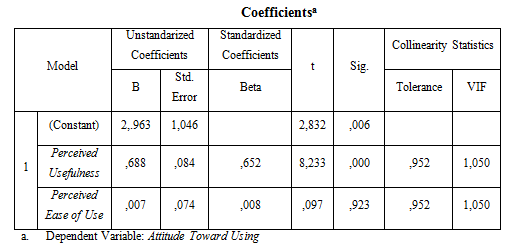 Coefficientsa
Model Unstandarized Coefficients Standardized Coefficients t Sig. Collinearity Statistics
B Std. Error Beta Tolerance VIF
1 (Constant) 2,.963 1,046 2,832 ,006
Perceived Usefulness ,688 ,084 ,652 8,233 ,000 ,952 1,050
Perceived Ease of Use ,007 ,074 ,008 ,097 ,923 ,952 1,050
a. Dependent Variable: Attitude Toward Using